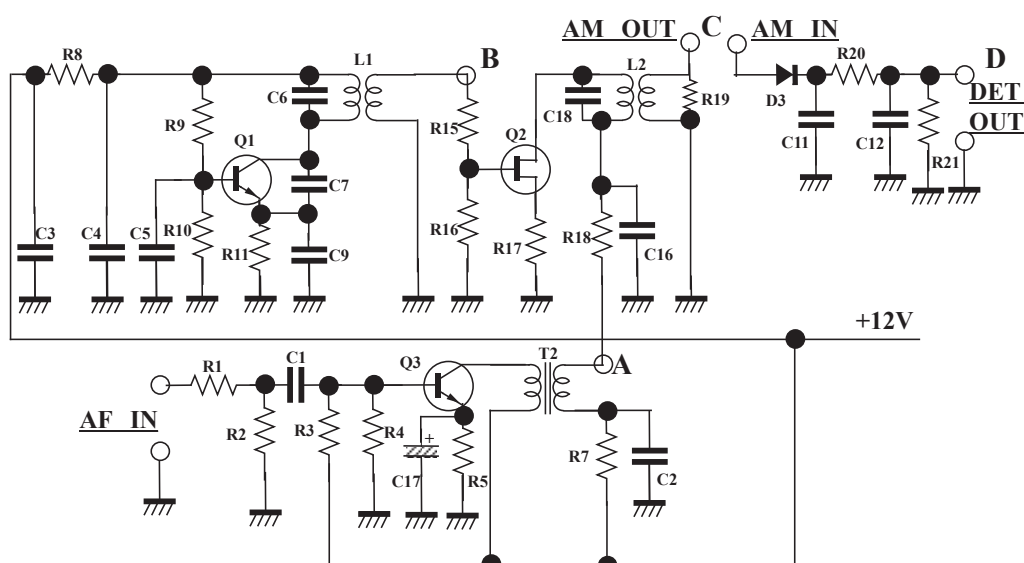 AM OUT C AM IN
R8 L1 B L2 R20 D
C6 D3 DET
R9 R15 C18 R19 OUT
Q1 Q2 C11 C12 R21
C7
C3 C4 C5 R10 R11 C9 R16 R17 R18 C16
+12V
R1 C1 Q3 T2 A
AF IN R2 R3 R4 + R7
C17 R5 C2